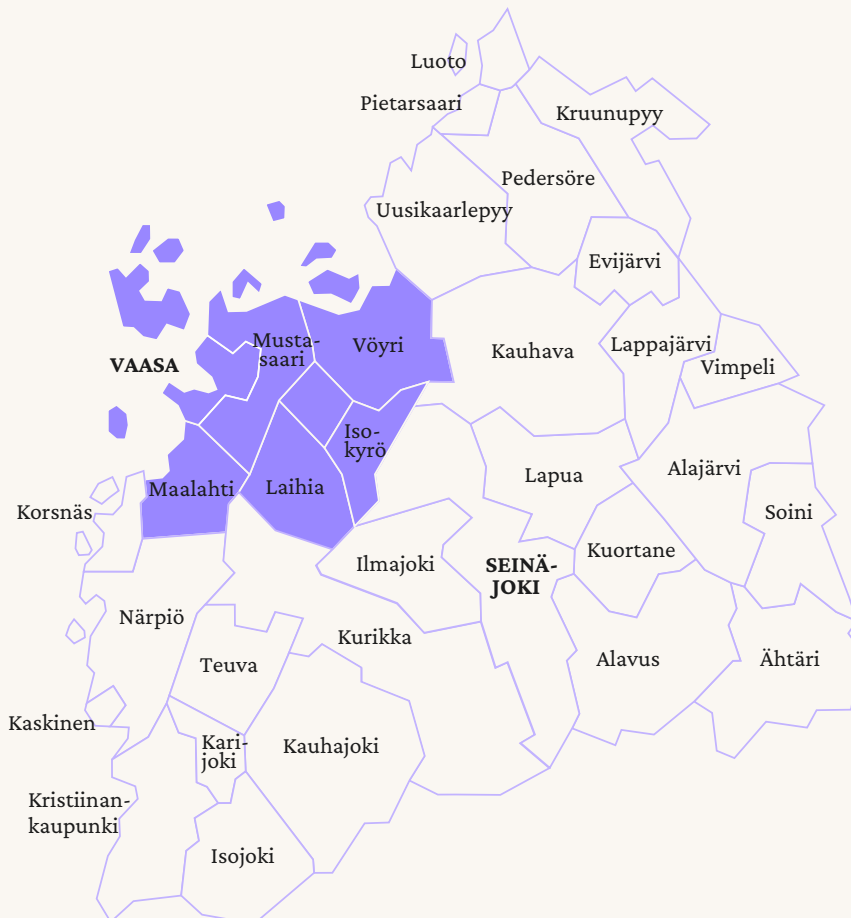 Luoto
Pietarsaari
Kruunupyy
Pedersöre
Uusikaarlepyy
Evijärvi
Musta-
saari
Vöyri
Kauhava
Lappajärvi
VAASA
Vimpeli
Iso-
kyrö
Lapua
Alajärvi
Maalahti
Laihia
Korsnäs
Soini
Ilmajoki
SEINÄ-
JOKI
Kuortane
Närpiö
Kurikka
Teuva
Alavus
Ähtäri
Kaskinen
Kari-
joki
Kauhajoki
Kristiinan-
kaupunki
Isojoki